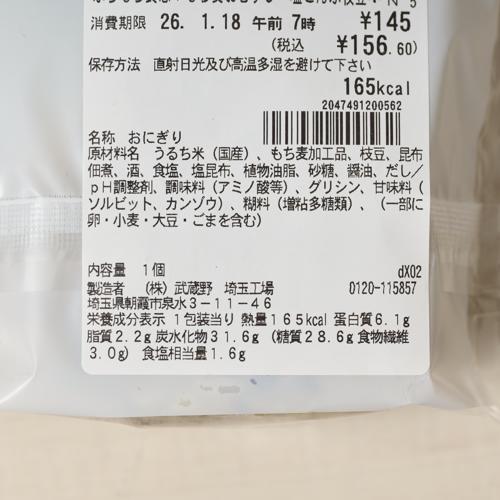 消費期限 26. 1.18 午前 7時 ¥145
(税込 ¥156.60)
保存方法 直射日光及び高温多湿を避けて下さい
165kcal
2047491200562
名称 おにぎり
原材料名 うるち米（国産）、もち麦加工品、枝豆、昆布
佃煮、酒、食塩、塩昆布、植物油脂、砂糖、醤油、だし／
pH調整剤、調味料（アミノ酸等）、グリシン、甘味料（
ソルビット、カンゾウ）、糊料（増粘多糖類）、（一部に
卵・小麦・大豆・ごまを含む）
内容量 1個 dX02
製造者 （株）武蔵野 埼玉工場 0120-115857
埼玉県朝霞市泉水3－11－46
栄養成分表示 1包装当り 熱量165kcal 蛋白質6.1g
脂質2.2g 炭水化物31.6g （糖質28.6g 食物繊維
3.0g） 食塩相当量1.6g